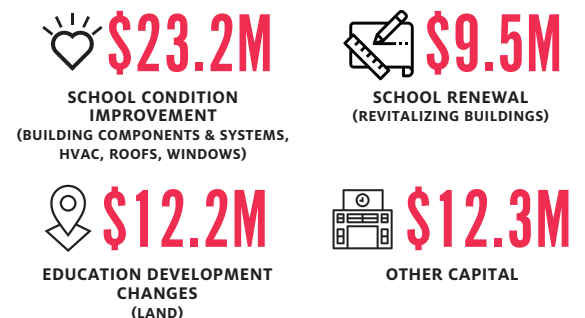 $23.2M
SCHOOL CONDITION
IMPROVEMENT
(BUILDING COMPONENTS & SYSTEMS,
HVAC, ROOFS, WINDOWS)
$9.5M
SCHOOL RENEWAL
(REVITALIZING BUILDINGS)
$12.2M
EDUCATION DEVELOPMENT
CHANGES
(LAND)
$12.3M
OTHER CAPITAL